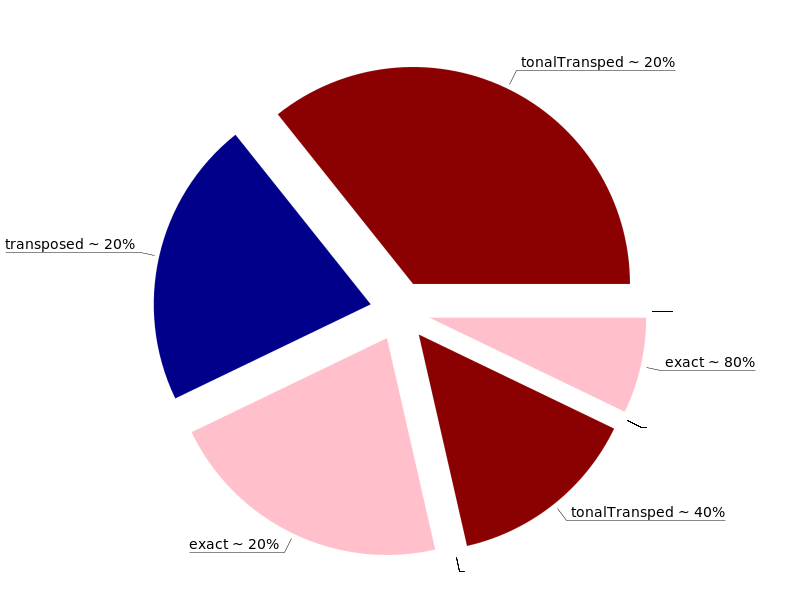 tonalTransped ~ 20%
transposed ~ 20%
exact ~ 80%
tonalTransped ~ 40%
exact ~ 20%